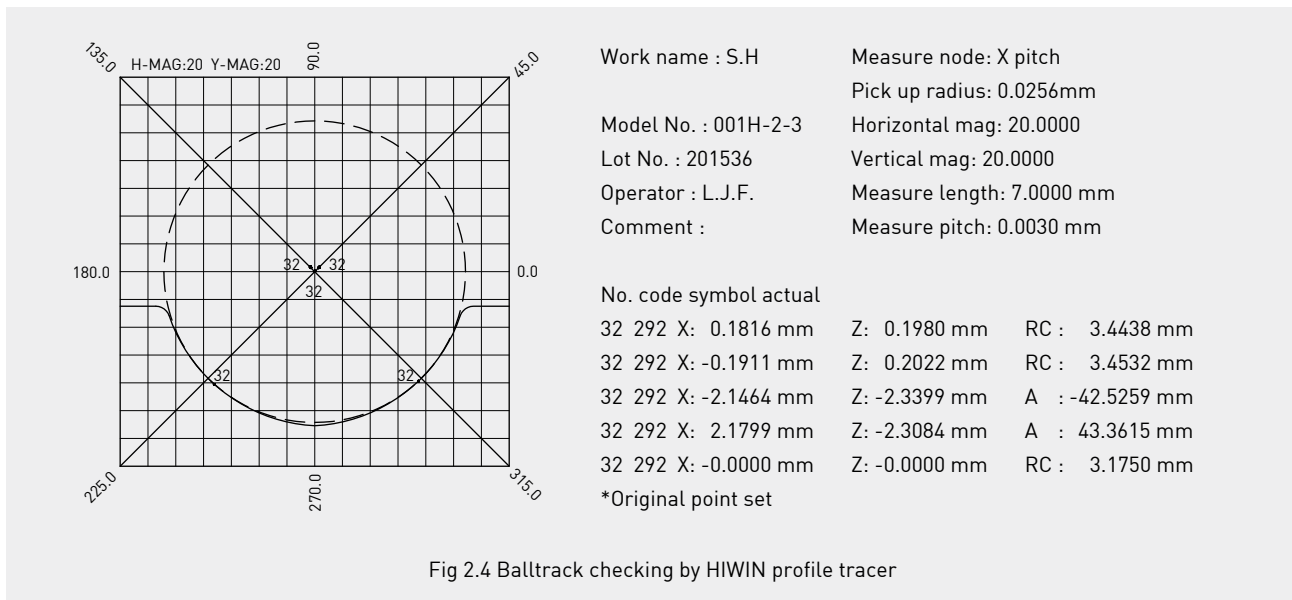 H-MAG:20 Y-MAG:20
135.0
90.0
45.0
180.0
0.0
32 32
32
32 32
225.0
270.0
315.0
Work name : S.H
Measure node: X pitch
Pick up radius: 0.0256mm
Model No. : 001H-2-3
Horizontal mag: 20.0000
Lot No. : 201536
Vertical mag: 20.0000
Operator : L.J.F.
Measure length: 7.0000 mm
Comment :
Measure pitch: 0.0030 mm
No. code symbol actual
32 292 X: 0.1816 mm Z: 0.1980 mm RC : 3.4438 mm
32 292 X: -0.1911 mm Z: 0.2022 mm RC : 3.4532 mm
32 292 X: -2.1464 mm Z: -2.3399 mm A : -42.5259 mm
32 292 X: 2.1799 mm Z: -2.3084 mm A : 43.3615 mm
32 292 X: -0.0000 mm Z: -0.0000 mm RC : 3.1750 mm
*Original point set
Fig 2.4 Balltrack checking by HIWIN profile tracer